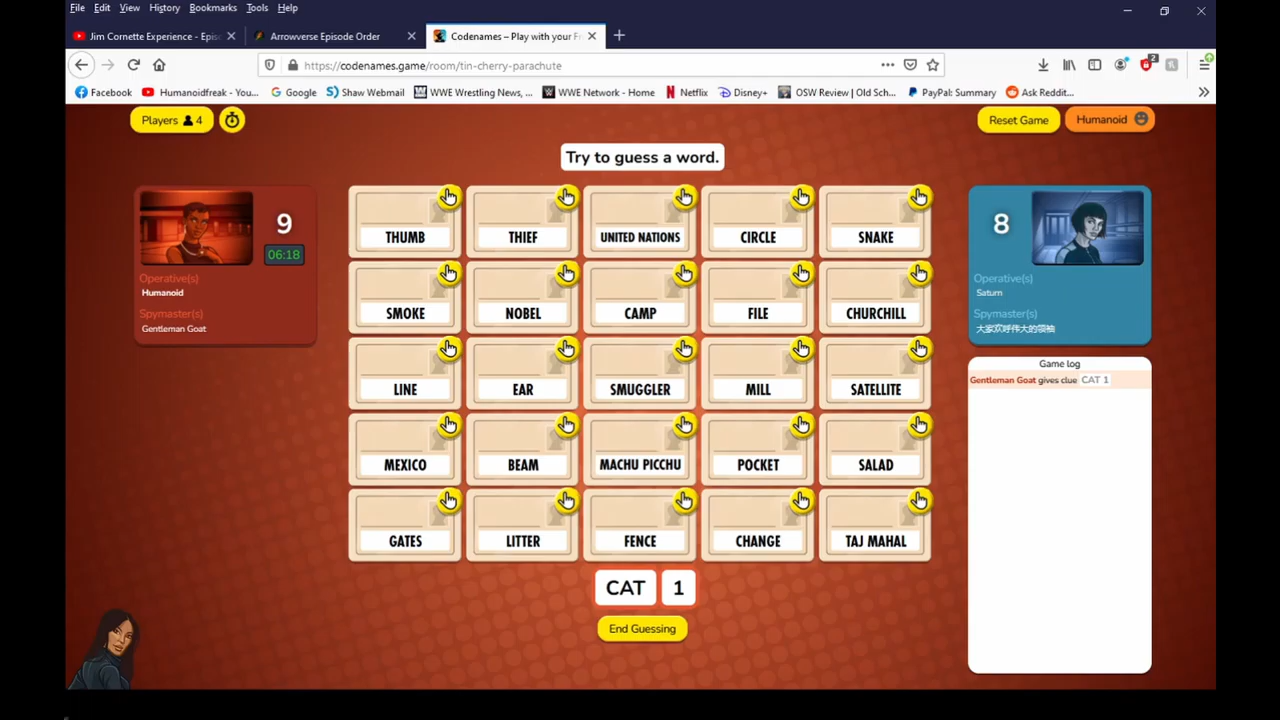 File Edit View History Bookmarks Tools Help
Jim Cornette Experience - Epis
Arrowverse Episode Order
Codenames – Play with your Fr
https://codenames.game/room/tin-cherry-parachute
2
Facebook Humanoidfreak - You... Google Shaw Webmail WWE Wrestling News, ... WWE Network - Home Netflix Disney+ OSW Review | Old Sch... PayPal: Summary Ask Reddit...
Players 4
Reset Game
Humanoid
Try to guess a word.
9
06:18
Operative(s)
Humanoid
Spymaster(s)
Gentleman Goat
THUMB THIEF UNITED NATIONS CIRCLE SNAKE
SMOKE NOBEL CAMP FILE CHURCHILL
LINE EAR SMUGGLER MILL SATELLITE
MEXICO BEAM MACHU PICCHU POCKET SALAD
GATES LITTER FENCE CHANGE TAJ MAHAL
CAT 1
End Guessing
8
Operative(s)
Saturn
Spymaster(s)
大家欢呼伟大的领袖
Game log
Gentleman Goat gives clue CAT 1